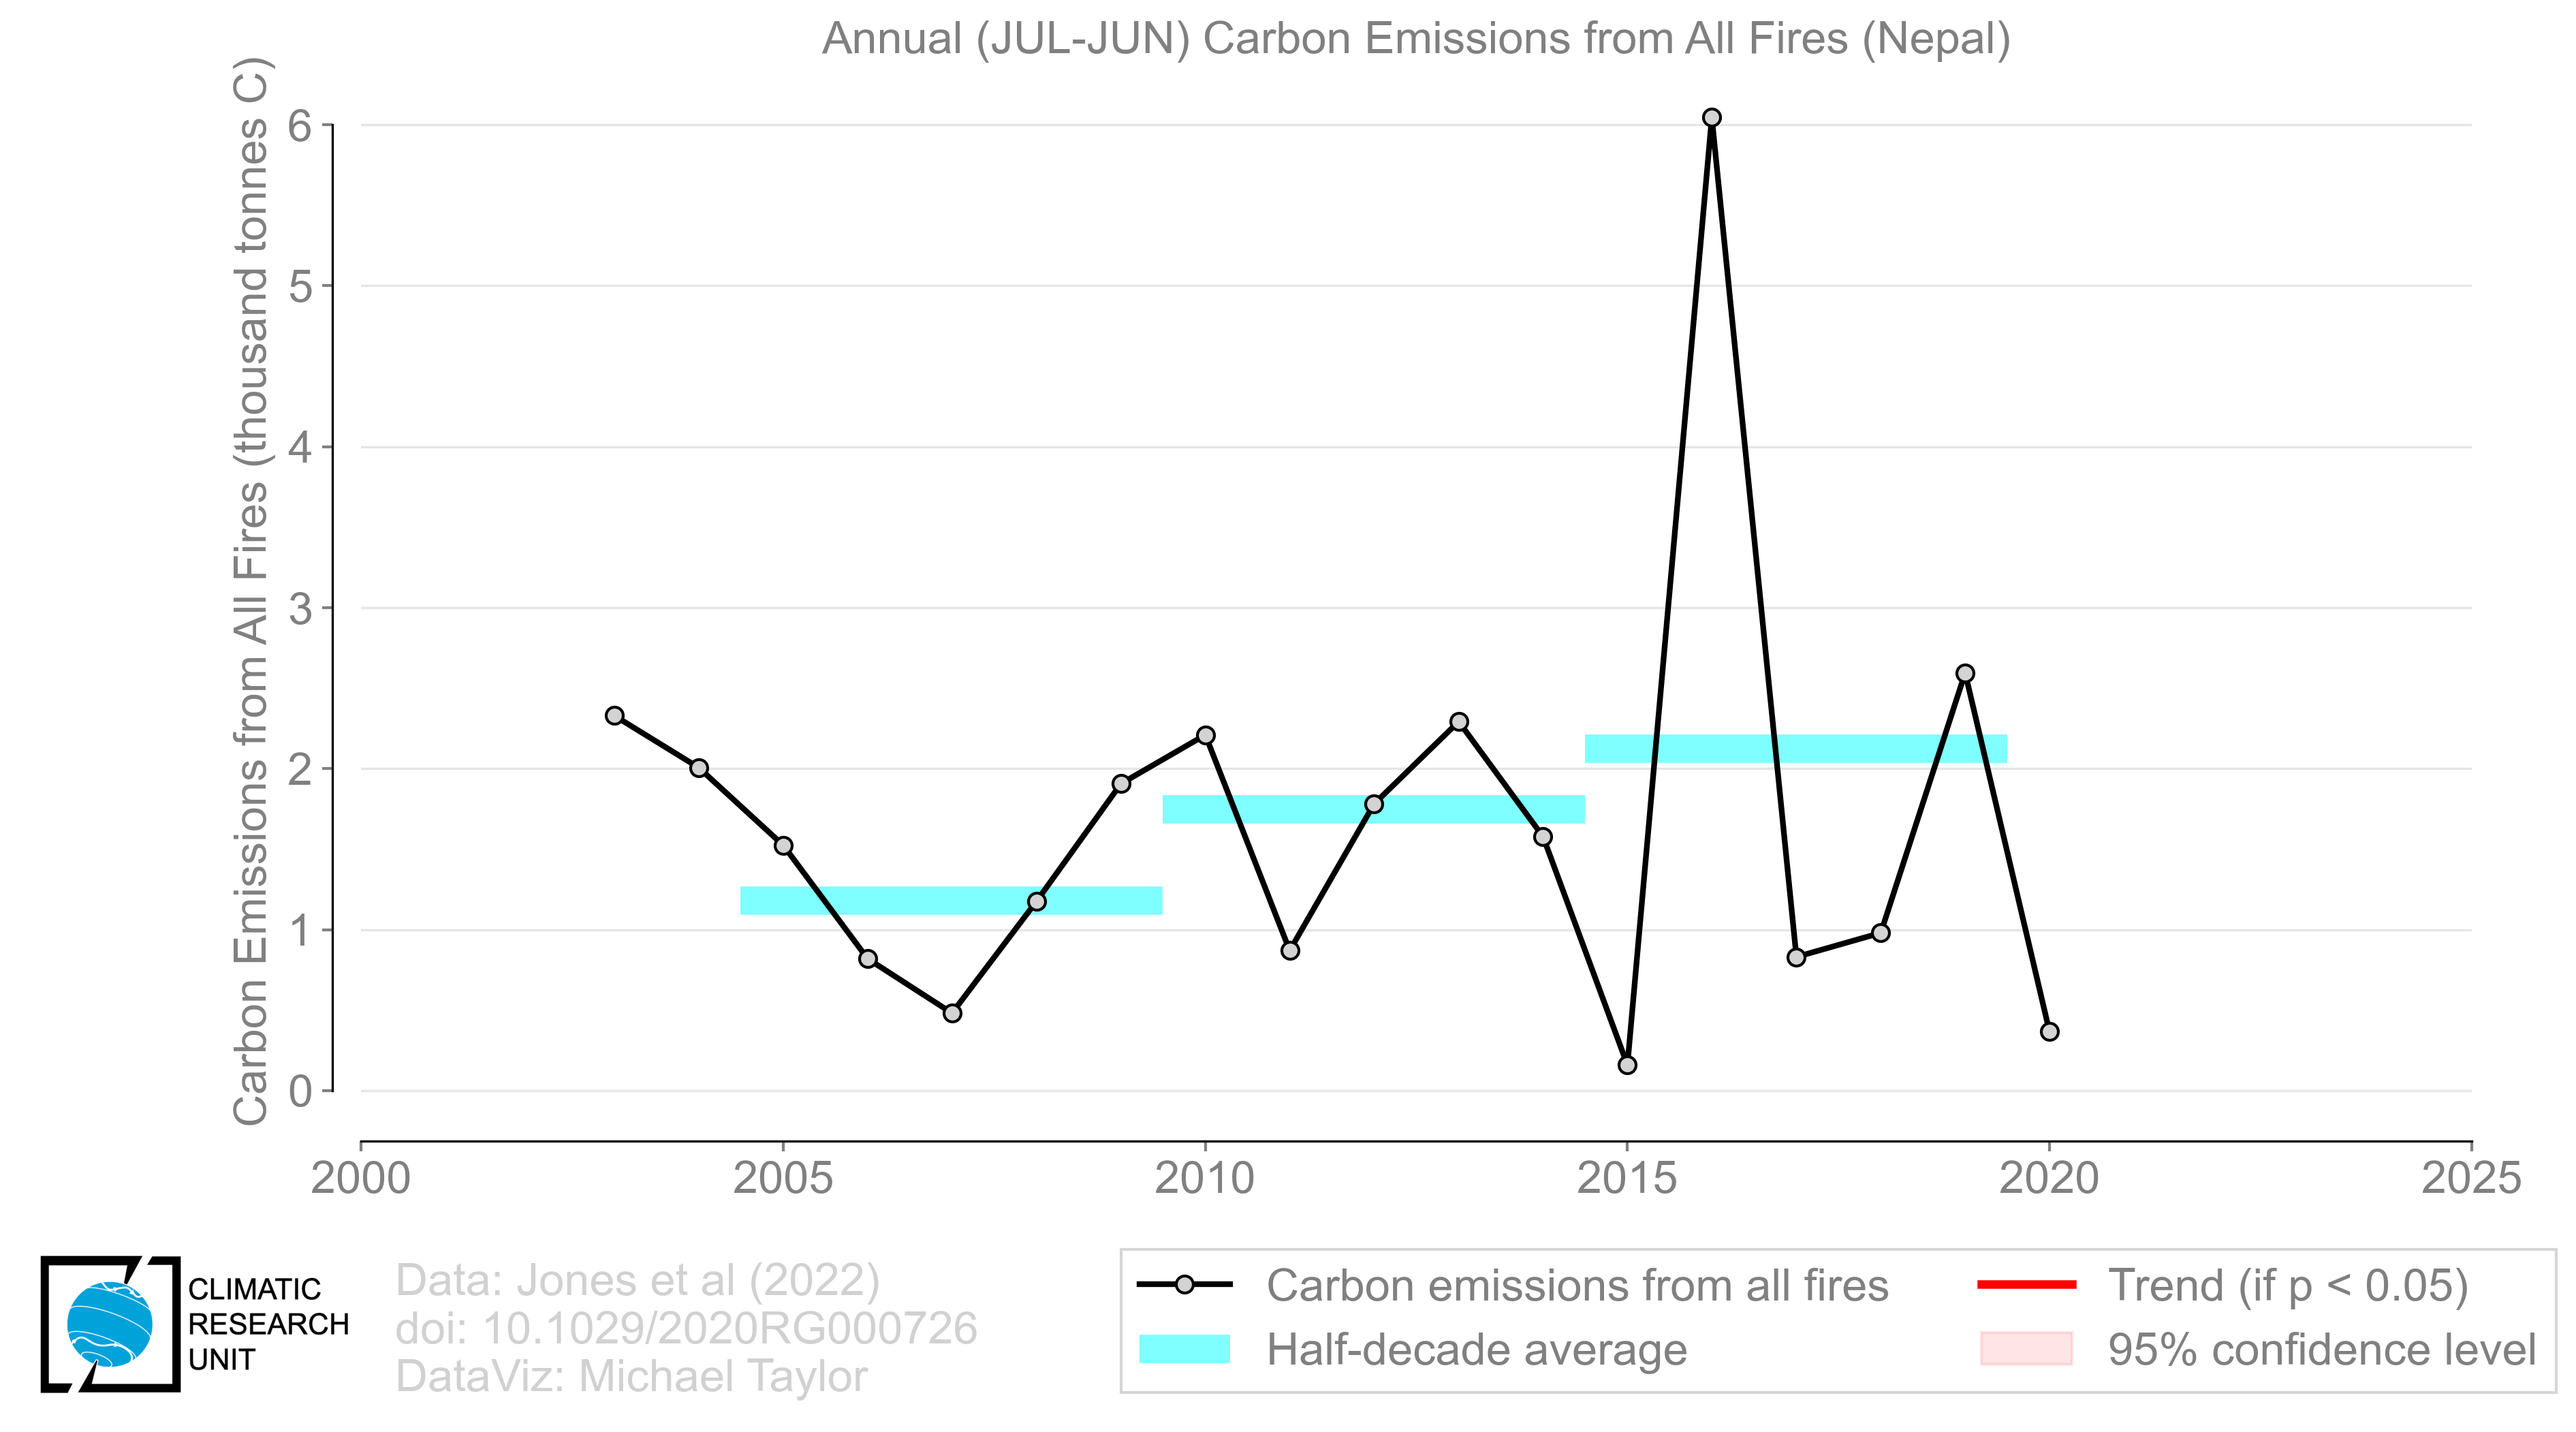 Annual (JUL-JUN) Carbon Emissions from All Fires (Nepal)
Carbon Emissions from All Fires (thousand tonnes C)
6
5
4
3
2
1
0
2000 2005 2010 2015 2020 2025
CLIMATIC
RESEARCH
UNIT
Data: Jones et al (2022)
doi: 10.1029/2020RG000726
DataViz: Michael Taylor
Carbon emissions from all fires
Half-decade average
Trend (if p < 0.05)
95% confidence level